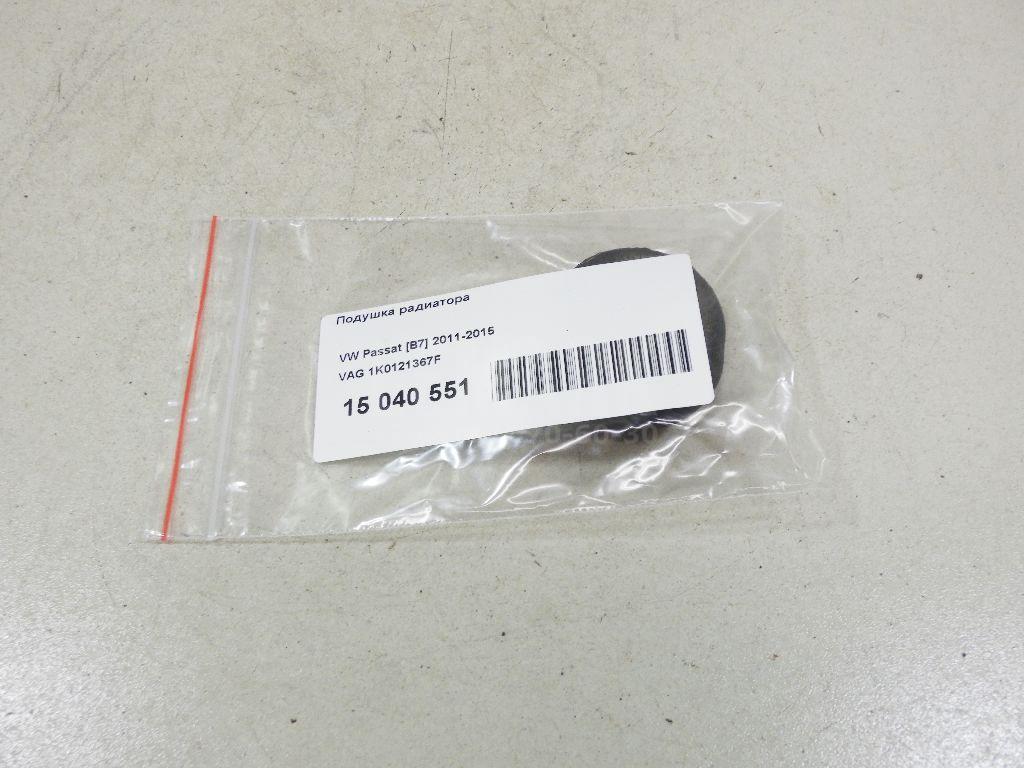 Подушка радиатора
VW Passat [B7] 2011-2015
VAG 1K0121367F
15 040 551